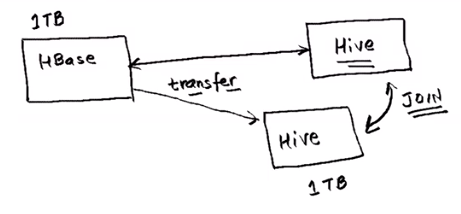 1TB
HBase
Hive
transfer
JOIN
Hive
1TB